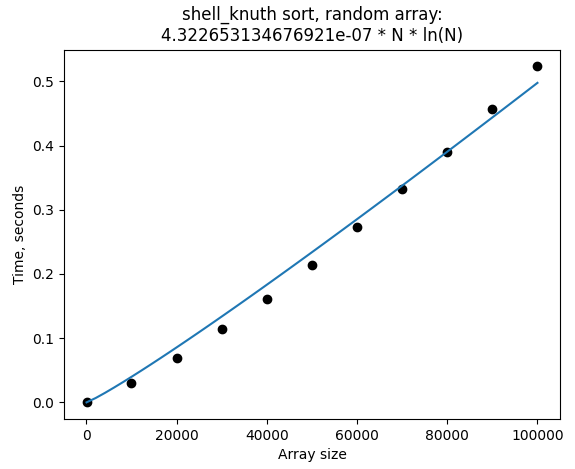 shell_knuth sort, random array:
4.322653134676921e-07 * N * ln(N)
Time, seconds
0.5
0.4
0.3
0.2
0.1
0.0
0 20000 40000 60000 80000 100000
Array size